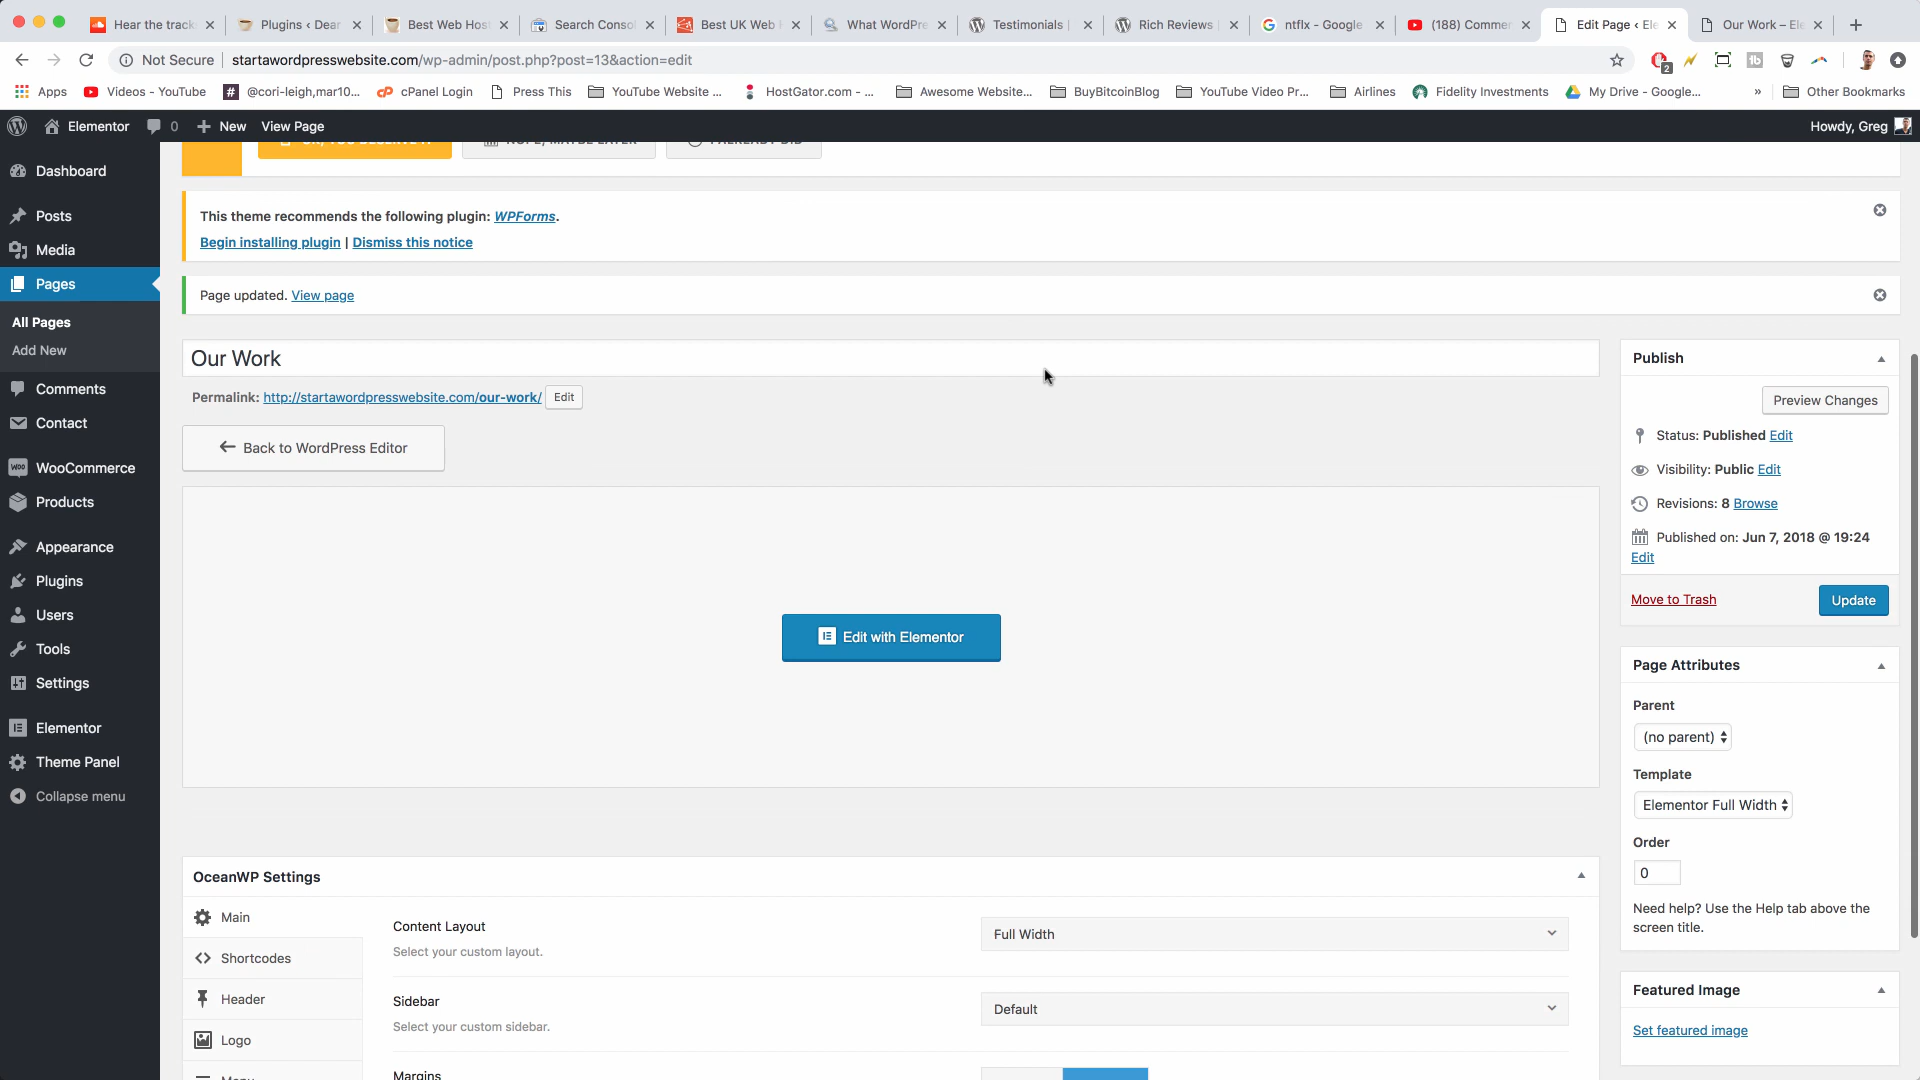 Hear the track
Plugins ‹ Dear
Best Web Hos
Search Conso
Best UK Web
What WordPre
Testimonials
Rich Reviews
ntflx - Google
(188) Commer
Edit Page ‹ Ele
Our Work – Ele
Not Secure
startawordpresswebsite.com/wp-admin/post.php?post=13&action=edit
2
Apps
Videos - YouTube
@cori-leigh,mar10...
cPanel Login
Press This
YouTube Website ...
HostGator.com - ...
Awesome Website...
BuyBitcoinBlog
YouTube Video Pr...
Airlines
Fidelity Investments
My Drive - Google...
»
Other Bookmarks
Elementor
0
New
View Page
Howdy, Greg
Dashboard
Posts
Media
Pages
All Pages
Add New
Comments
Contact
WooCommerce
Products
Appearance
Plugins
Users
Tools
Settings
Elementor
Theme Panel
Collapse menu
This theme recommends the following plugin: WPForms.
Begin installing plugin | Dismiss this notice
Page updated. View page
Our Work
Permalink: http://startawordpresswebsite.com/our-work/ Edit
Back to WordPress Editor
Edit with Elementor
OceanWP Settings
Main
Shortcodes
Header
Logo
Content Layout
Select your custom layout.
Full Width
Sidebar
Select your custom sidebar.
Default
Margins
Publish
Preview Changes
Status: Published Edit
Visibility: Public Edit
Revisions: 8 Browse
Published on: Jun 7, 2018 @ 19:24
Edit
Move to Trash
Update
Page Attributes
Parent
(no parent)
Template
Elementor Full Width
Order
0
Need help? Use the Help tab above the
screen title.
Featured Image
Set featured image